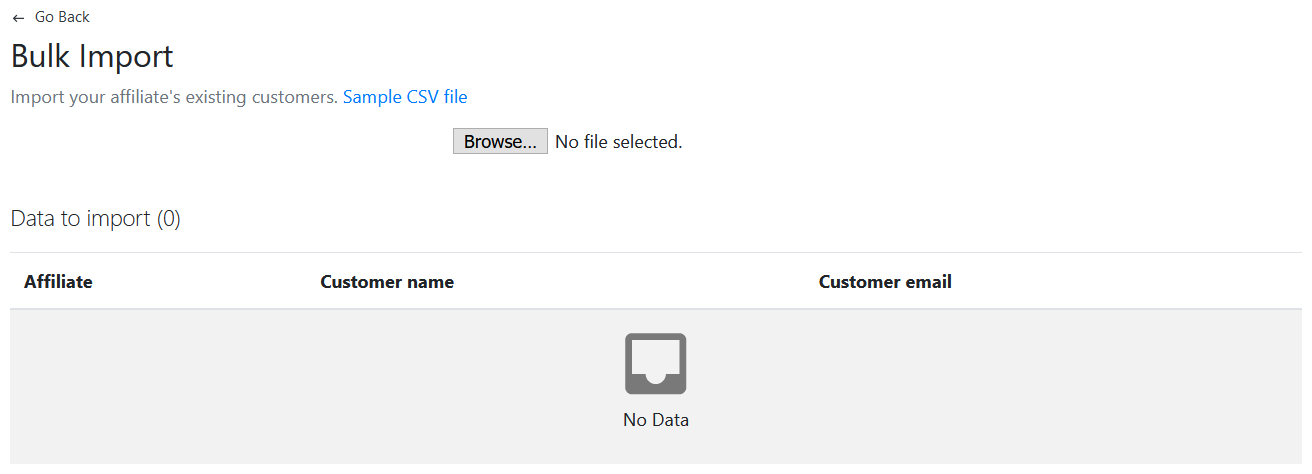 ← Go Back
Bulk Import
Import your affiliate's existing customers. Sample CSV file
Browse... No file selected.
Data to import (0)
Affiliate Customer name Customer email
No Data